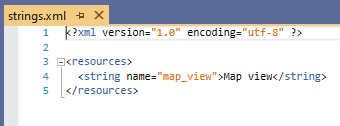 strings.xml
1 <?xml version="1.0" encoding="utf-8" ?>
2
3 <resources>
4 <string name="map_view">Map view</string>
5 </resources>